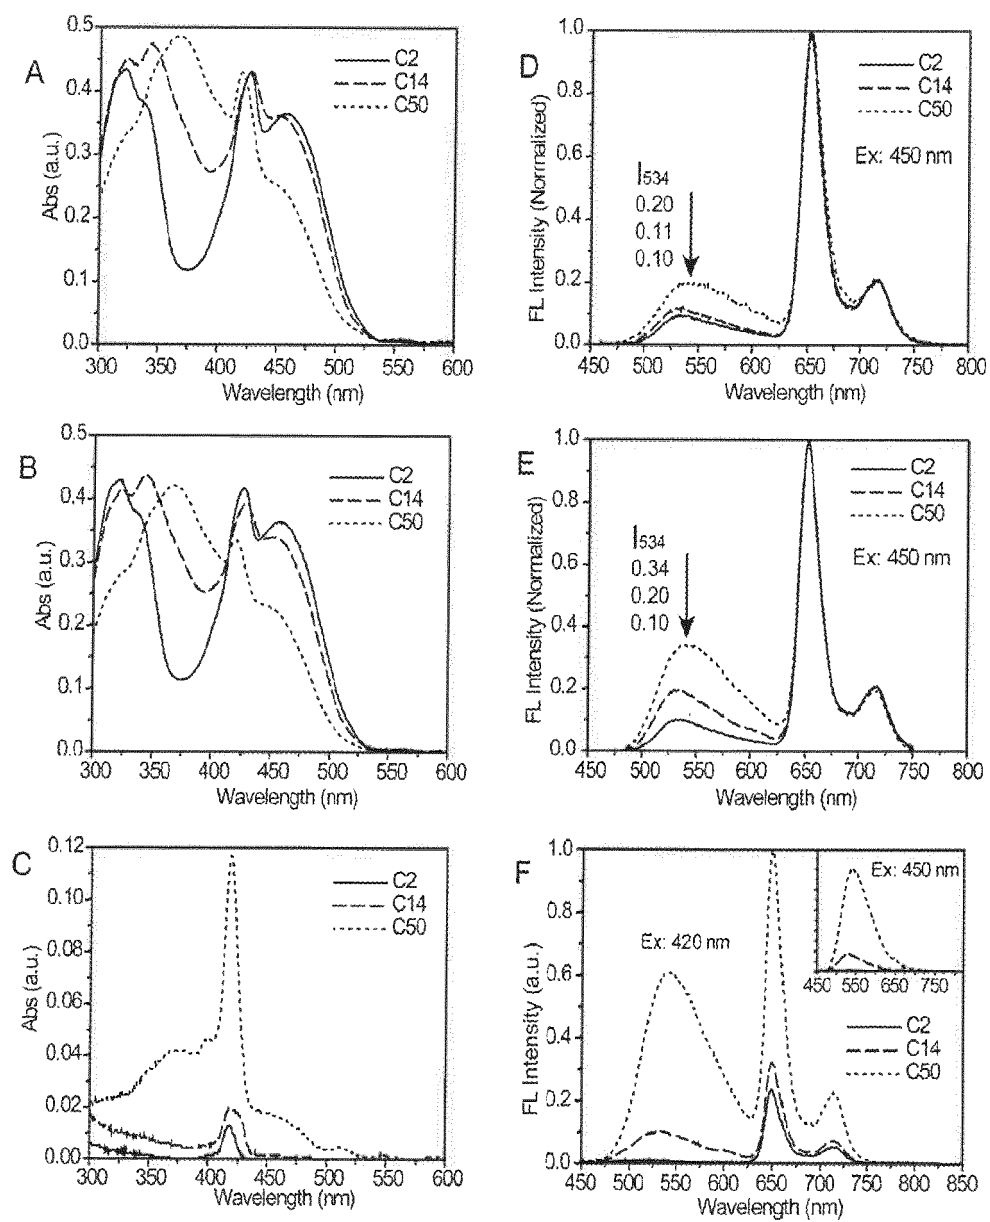 A
0.5
0.4
0.3
0.2
0.1
0.0
Abs (a.u.)
C2
C14
C50
300 350 400 450 500 550 600
Wavelength (nm)
D
1.0
0.8
0.6
0.4
0.2
0.0
FL Intensity (Normalized)
C2
C14
C50
Ex: 450 nm
I534
0.20
0.11
0.10
450 500 550 600 650 700 750 800
Wavelength (nm)
B
0.5
0.4
0.3
0.2
0.1
0.0
Abs (a.u.)
C2
C14
C50
300 350 400 450 500 550 600
Wavelength (nm)
E
1.0
0.8
0.6
0.4
0.2
0.0
FL Intensity (Normalized)
C2
C14
C50
Ex: 450 nm
I534
0.34
0.20
0.10
450 500 550 600 650 700 750 800
Wavelength (nm)
C
0.12
0.10
0.08
0.06
0.04
0.02
0.00
Abs (a.u.)
C2
C14
C50
300 350 400 450 500 550 600
Wavelength (nm)
F
1.0
0.8
0.6
0.4
0.2
0.0
FL Intensity (a.u.)
Ex: 420 nm
Ex: 450 nm
450 550 650 750
C2
C14
C50
450 500 550 600 650 700 750 800 850
Wavelength (nm)